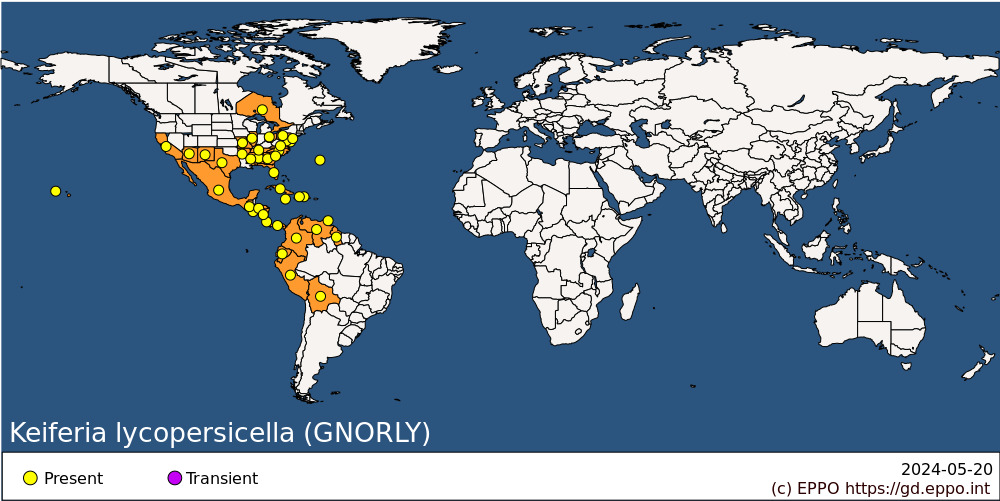 Keiferia lycopersicella (GNORLY)
Present
Transient
2024-05-20
(c) EPPO https://gd.eppo.int